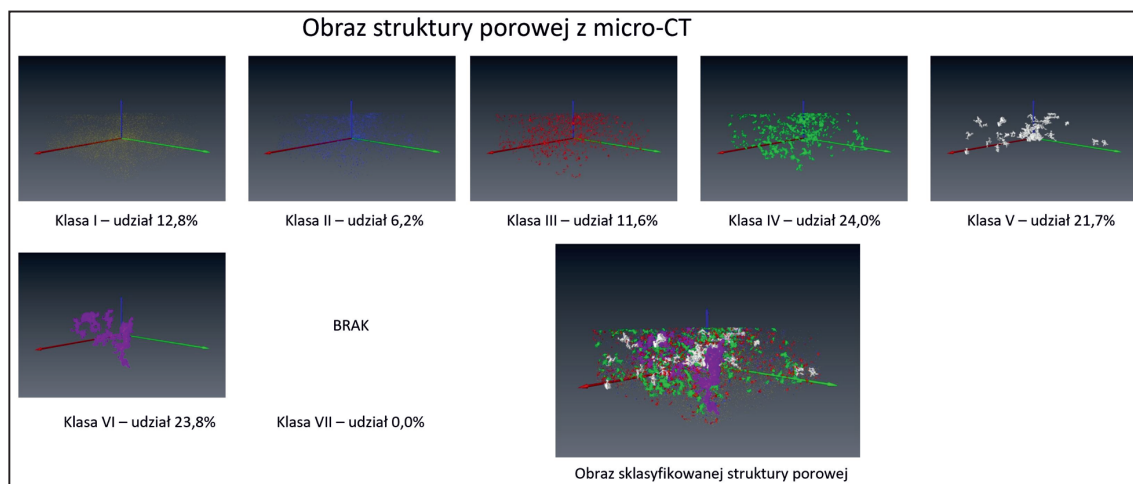 Obraz struktury porowej z micro-CT
Klasa I – udział 12,8%
Klasa II – udział 6,2%
Klasa III – udział 11,6%
Klasa IV – udział 24,0%
Klasa V – udział 21,7%
BRAK
Klasa VI – udział 23,8%
Klasa VII – udział 0,0%
Obraz sklasyfikowanej struktury porowej